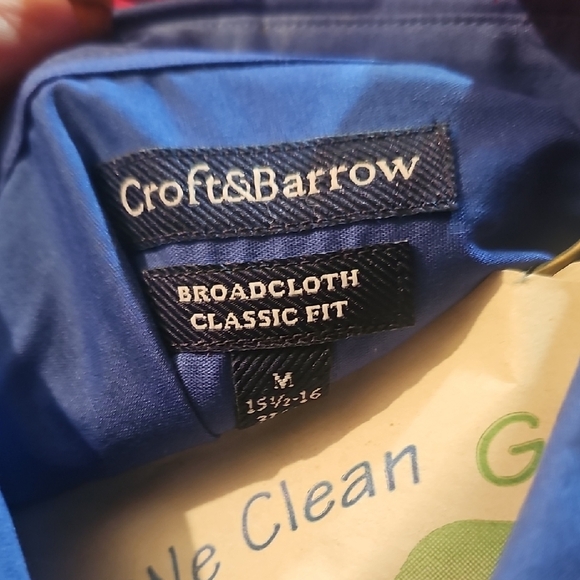 Croft&Barrow
BROADCLOTH
CLASSIC FIT
M
15½-16
Clean